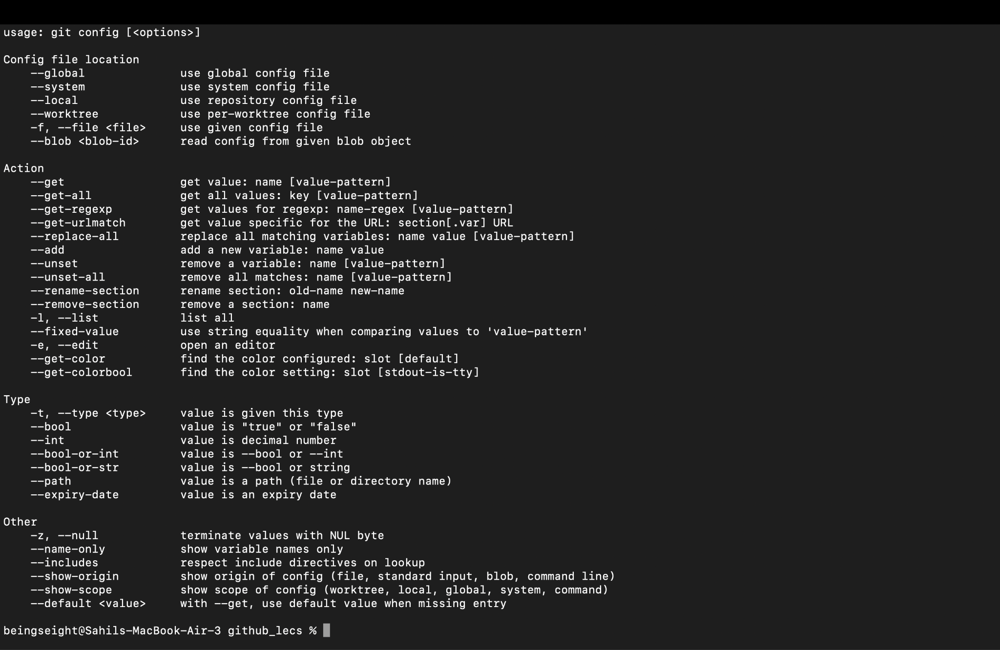 usage: git config [<options>]
Config file location
--global use global config file
--system use system config file
--local use repository config file
--worktree use per-worktree config file
-f, --file <file> use given config file
--blob <blob-id> read config from given blob object
Action
--get get value: name [value-pattern]
--get-all get all values: key [value-pattern]
--get-regexp get values for regexp: name-regex [value-pattern]
--get-urlmatch get value specific for the URL: section[.var] URL
--replace-all replace all matching variables: name value [value-pattern]
--add add a new variable: name value
--unset remove a variable: name [value-pattern]
--unset-all remove all matches: name [value-pattern]
--rename-section rename section: old-name new-name
--remove-section remove a section: name
-l, --list list all
--fixed-value use string equality when comparing values to 'value-pattern'
-e, --edit open an editor
--get-color find the color configured: slot [default]
--get-colorbool find the color setting: slot [stdout-is-tty]
Type
-t, --type <type> value is given this type
--bool value is "true" or "false"
--int value is decimal number
--bool-or-int value is --bool or --int
--bool-or-str value is --bool or string
--path value is a path (file or directory name)
--expiry-date value is an expiry date
Other
-z, --null terminate values with NUL byte
--name-only show variable names only
--includes respect include directives on lookup
--show-origin show origin of config (file, standard input, blob, command line)
--show-scope show scope of config (worktree, local, global, system, command)
--default <value> with --get, use default value when missing entry
beingseight@Sahils-MacBook-Air-3 github_lecs %